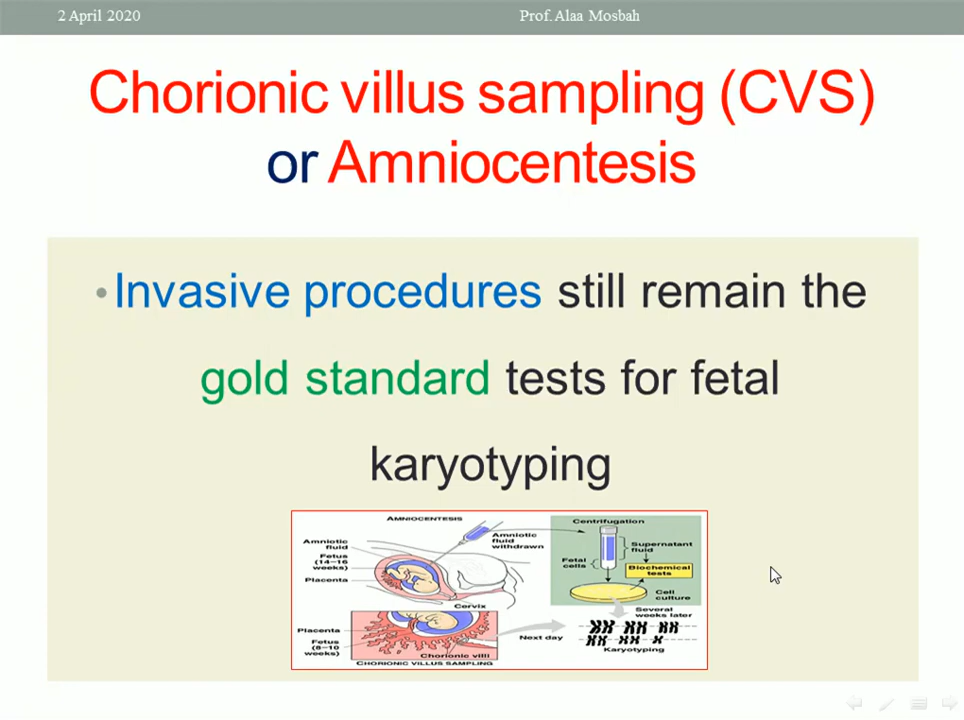 2 April 2020
Prof. Alaa Mosbah
Chorionic villus sampling (CVS)
or Amniocentesis
• Invasive procedures still remain the
gold standard tests for fetal
karyotyping
AMNIOCENTESIS
Amniotic
fluid
Fetus
(14–16
weeks)
Placenta
Amniotic
fluid
withdrawn
Cervix
Centrifugation
Supernatant
fluid
Fetal
cells
Biochemical
tests
Cell
culture
Several
weeks later
Placenta
Fetus
(8–10
weeks)
Chorionic villi
CHORIONIC VILLUS SAMPLING
Next day
Karyotyping